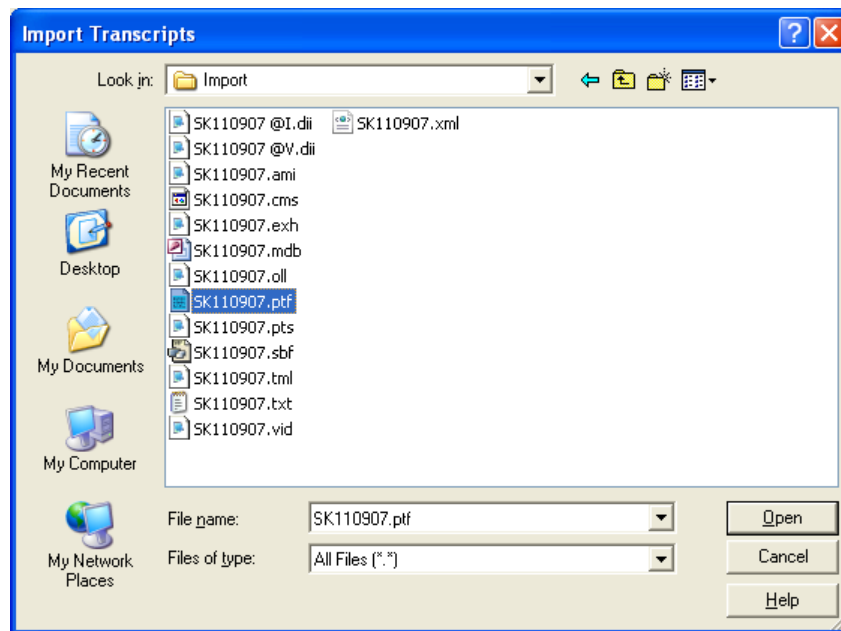 Import Transcripts
Look in: Import
SK110907 @I.dii SK110907.xml
SK110907 @V.dii
SK110907.ami
SK110907.cms
SK110907.exh
SK110907.mdb
SK110907.oll
SK110907.ptf
SK110907.pts
SK110907.sbf
SK110907.tml
SK110907.txt
SK110907.vid
My Recent
Documents
Desktop
My Documents
My Computer
My Network
Places
File name: SK110907.ptf Open
Files of type: All Files (*.*) Cancel
Help